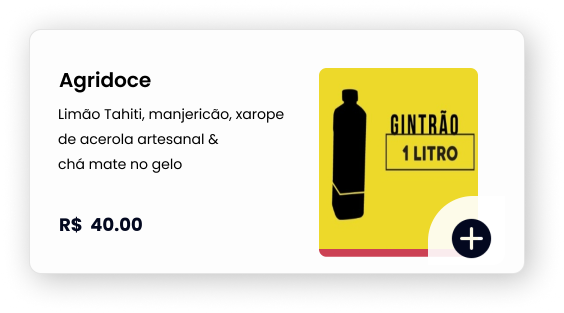 Agridoce
Limão Tahiti, manjericão, xarope
de acerola artesanal &
chá mate no gelo
R$ 40.00
GINTRÃO
1 LITRO